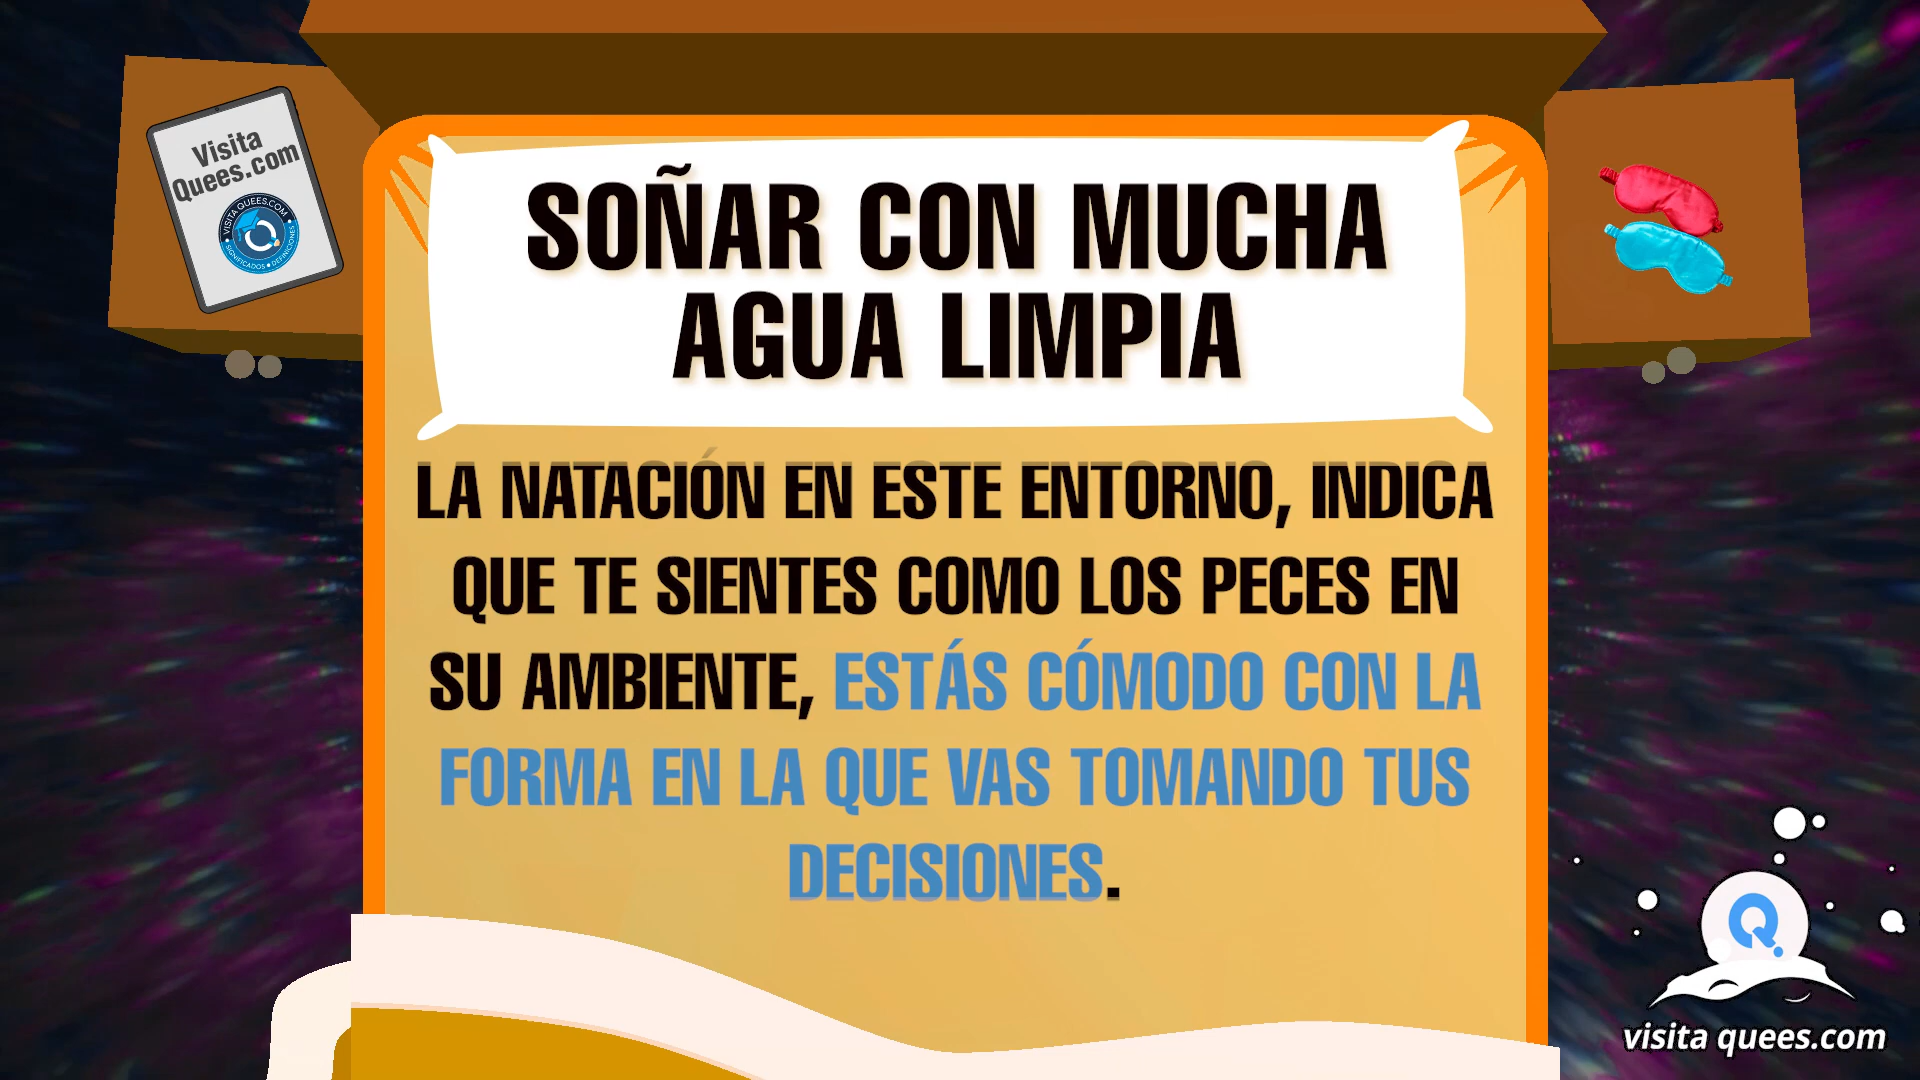 Visita
Quees.com
VISITA QUEES.COM
SIGNIFICADOS • DEFINICIONES
SOÑAR CON MUCHA
AGUA LIMPIA
LA NATACIÓN EN ESTE ENTORNO, INDICA
QUE TE SIENTES COMO LOS PECES EN
SU AMBIENTE, ESTÁS CÓMODO CON LA
FORMA EN LA QUE VAS TOMANDO TUS
DECISIONES.
Q
visita quees.com